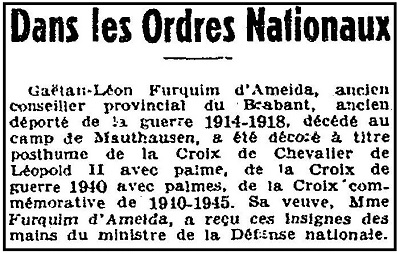 Dans les Ordres Nationaux
Gaëtan-Léon Furquim d'Ameida, ancien
conseiller provincial du Brabant, ancien
déporté de la guerre 1914-1918, décédé au
camp de Mauthausen, a été décoré à titre
posthume de la Croix de Chevalier de
Léopold II avec palme, de la Croix de
guerre 1940 avec palmes, de la Croix com-
mémorative de 1940-1945. Sa veuve, Mme
Furquim d'Ameida, a reçu ces insignes des
mains du ministre de la Défense nationale.